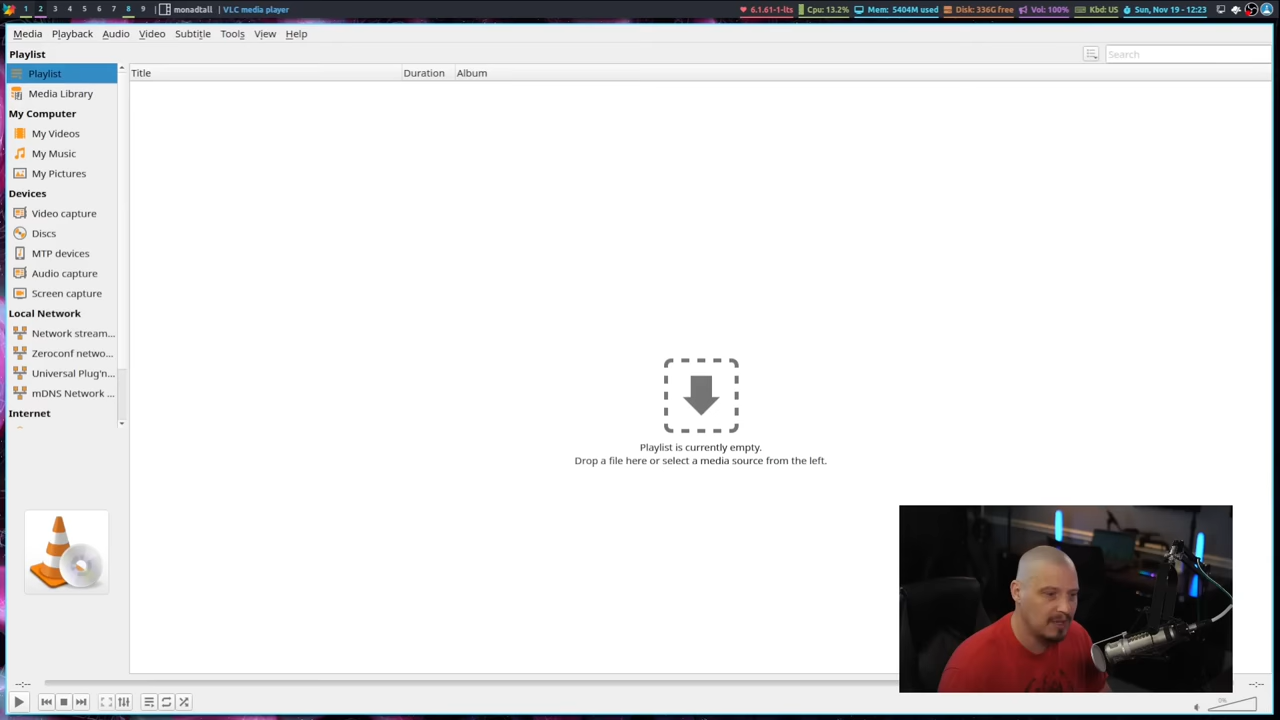 1 2 3 4 5 6 7 8 9 monadtall VLC media player 6.1.61-1-lts Cpu: 13.2% Mem: 5404M used Disk: 336G free Vol: 100% Kbd: US Sun, Nov 19 - 12:23
Media Playback Audio Video Subtitle Tools View Help
Playlist
Search
Playlist
Title Duration Album
Media Library
My Computer
My Videos
My Music
My Pictures
Devices
Video capture
Discs
MTP devices
Audio capture
Screen capture
Local Network
Network stream...
Zeroconf netwo...
Universal Plug'n...
mDNS Network ...
Internet
Playlist is currently empty.
Drop a file here or select a media source from the left.
--:-- --:--
0%